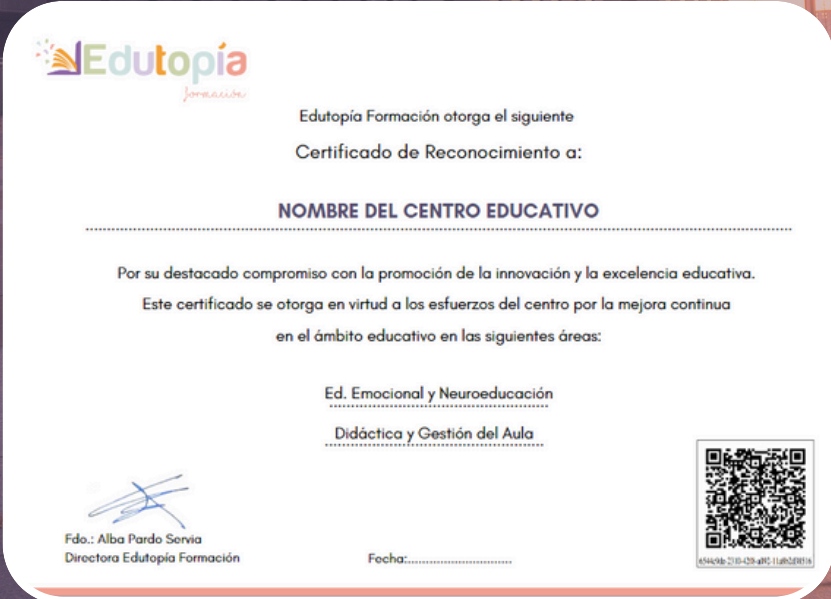 Edutopía
formación
Edutopía Formación otorga el siguiente
Certificado de Reconocimiento a:
NOMBRE DEL CENTRO EDUCATIVO
Por su destacado compromiso con la promoción de la innovación y la excelencia educativa.
Este certificado se otorga en virtud a los esfuerzos del centro por la mejora continua
en el ámbito educativo en las siguientes áreas:
Ed. Emocional y Neuroeducación
Didáctica y Gestión del Aula
Fdo.: Alba Pardo Servia
Directora Edutopía Formación
Fecha: